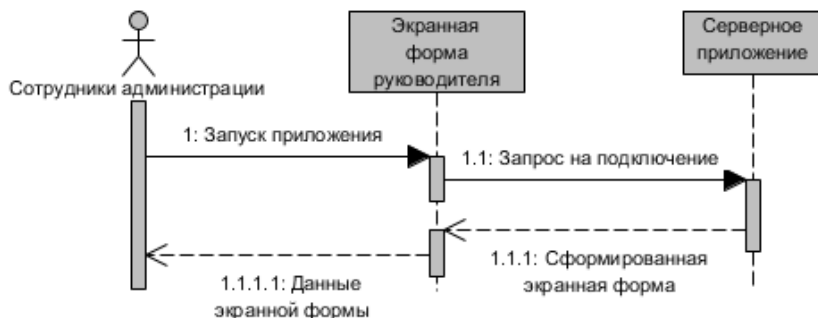 Экранная
форма
руководителя
Серверное
приложение
Сотрудники администрации
1: Запуск приложения
1.1: Запрос на подключение
1.1.1: Сформированная
экранная форма
1.1.1.1: Данные
экранной формы